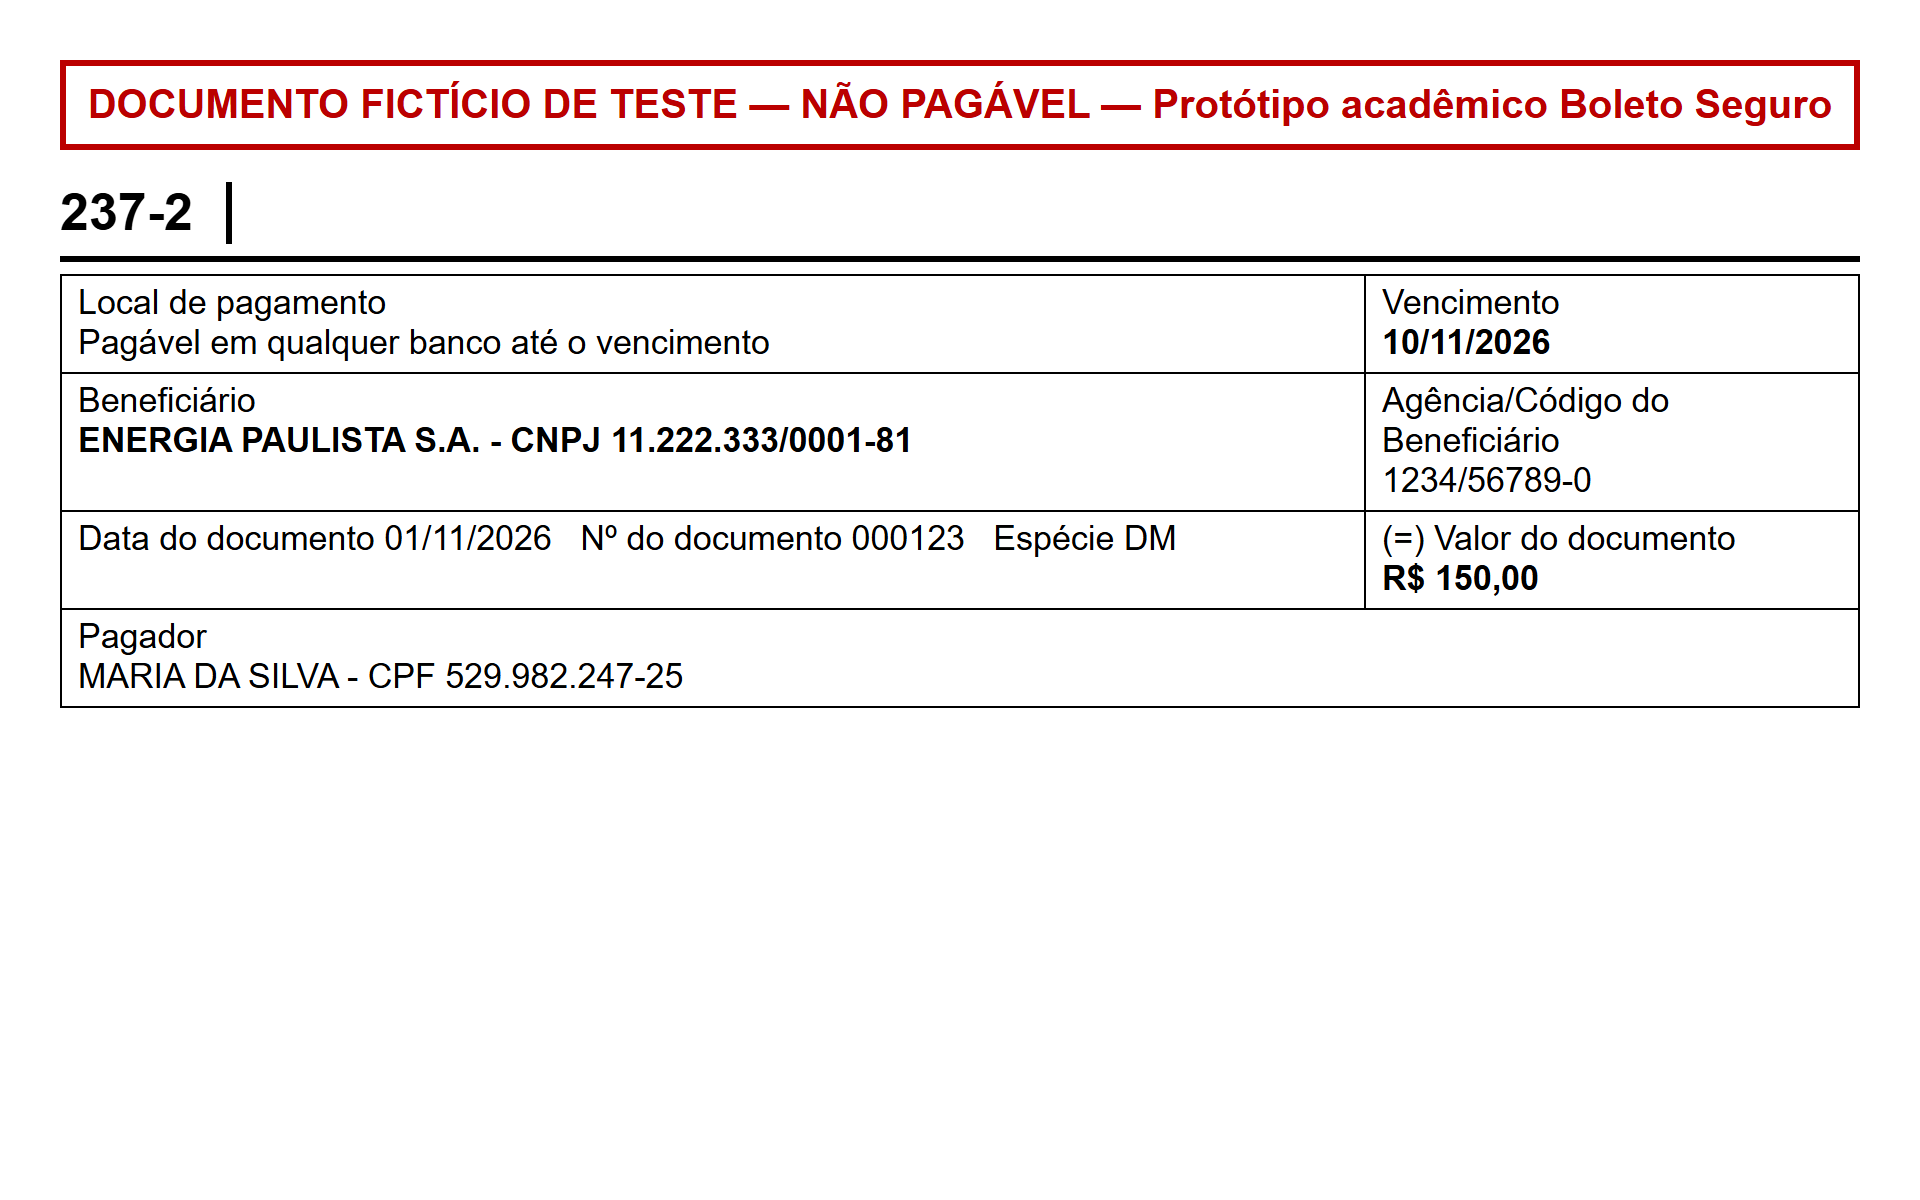 DOCUMENTO FICTÍCIO DE TESTE — NÃO PAGÁVEL — Protótipo acadêmico Boleto Seguro
237-2
Local de pagamento
Pagável em qualquer banco até o vencimento
Vencimento
10/11/2026
Beneficiário
ENERGIA PAULISTA S.A. - CNPJ 11.222.333/0001-81
Agência/Código do
Beneficiário
1234/56789-0
Data do documento 01/11/2026 Nº do documento 000123 Espécie DM
(=) Valor do documento
R$ 150,00
Pagador
MARIA DA SILVA - CPF 529.982.247-25